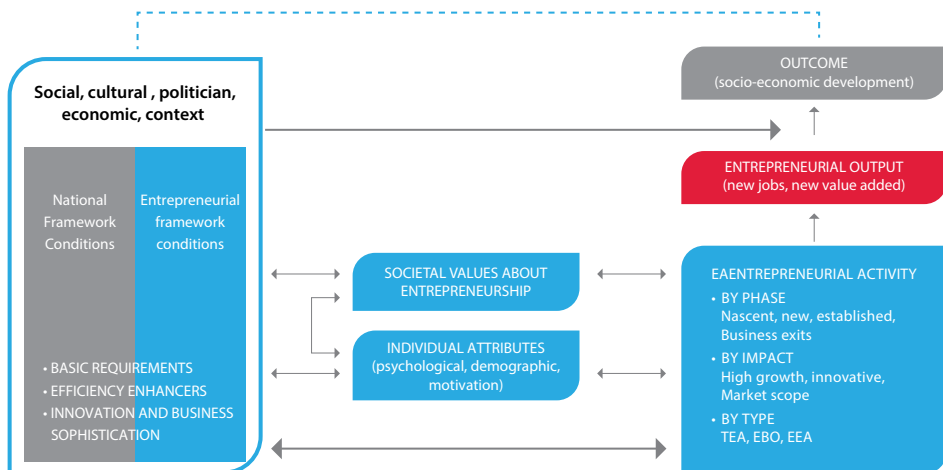 Social, cultural , politician,
economic, context
National
Framework
Conditions
Entrepreneurial
framework
conditions
• BASIC REQUIREMENTS
• EFFICIENCY ENHANCERS
• INNOVATION AND BUSINESS
SOPHISTICATION
SOCIETAL VALUES ABOUT
ENTREPRENEURSHIP
INDIVIDUAL ATTRIBUTES
(psychological, demographic,
motivation)
OUTCOME
(socio-economic development)
ENTREPRENEURIAL OUTPUT
(new jobs, new value added)
EAENTREPRENEURIAL ACTIVITY
• BY PHASE
Nascent, new, established,
Business exits
• BY IMPACT
High growth, innovative,
Market scope
• BY TYPE
TEA, EBO, EEA